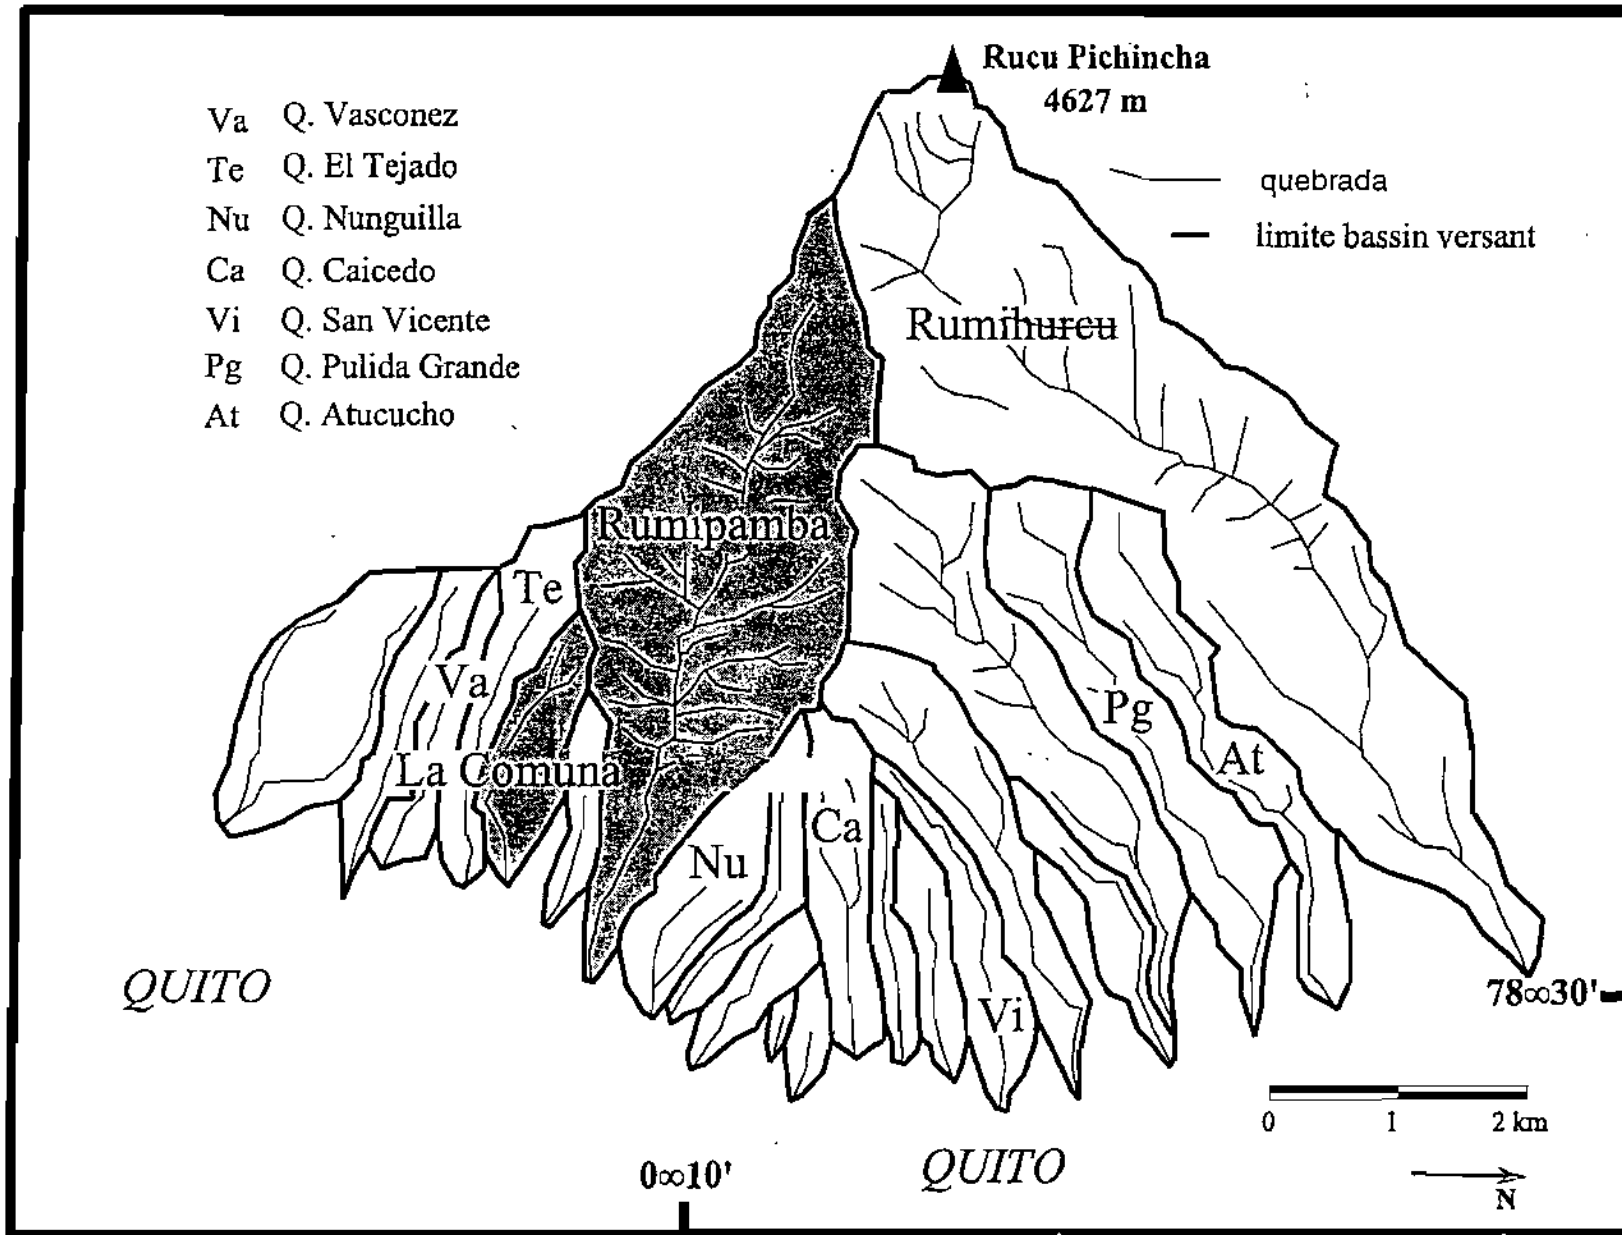 Rucu Pichincha
4627 m
Va Q. Vasconez
Te Q. El Tejado
Nu Q. Nunguilla
Ca Q. Caicedo
Vi Q. San Vicente
Pg Q. Pulida Grande
At Q. Atucucho
quebrada
limite bassin versant
Rumihurcu
Rumipamba
Te
Va
Pg
At
La Comuna
Ca
Nu
Vi
QUITO
78∞30'
0 1 2 km
QUITO
0∞10'
N